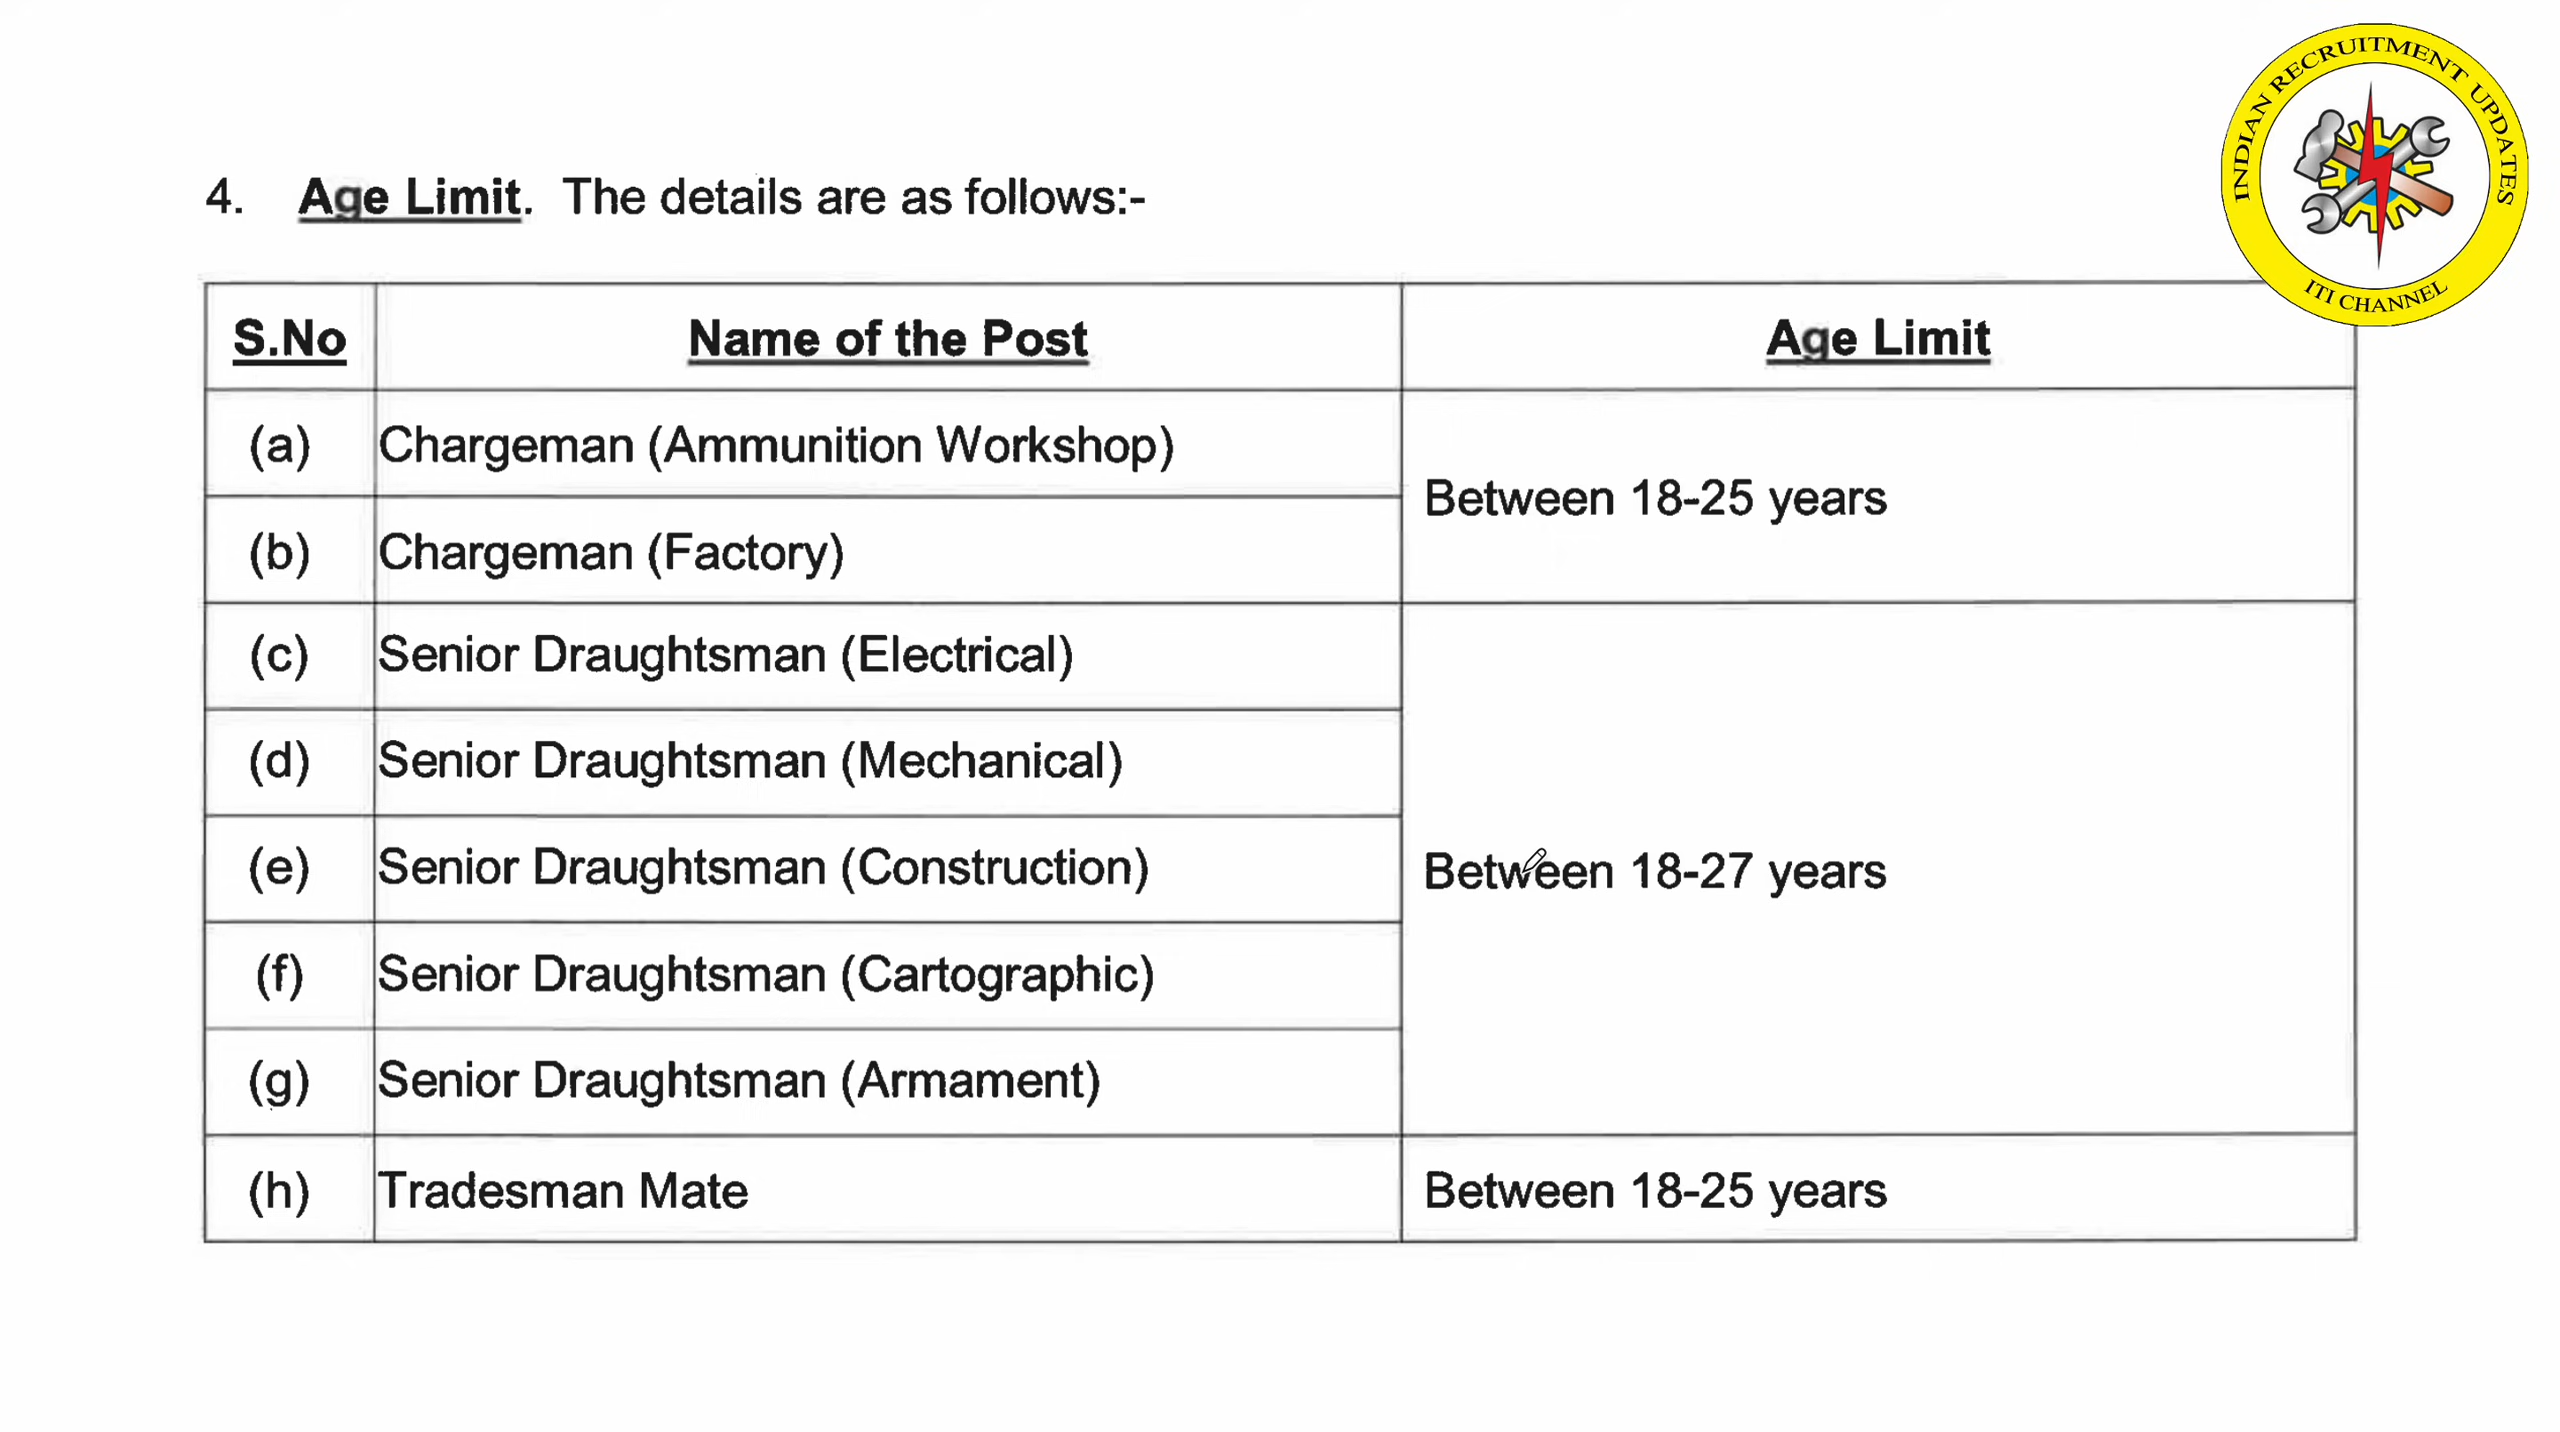 INDIAN RECRUITMENT UPDATES
ITI CHANNEL
4. Age Limit. The details are as follows:-
S.No Name of the Post Age Limit
(a) Chargeman (Ammunition Workshop)
Between 18-25 years
(b) Chargeman (Factory)
(c) Senior Draughtsman (Electrical)
(d) Senior Draughtsman (Mechanical)
(e) Senior Draughtsman (Construction)
Between 18-27 years
(f) Senior Draughtsman (Cartographic)
(g) Senior Draughtsman (Armament)
(h) Tradesman Mate Between 18-25 years